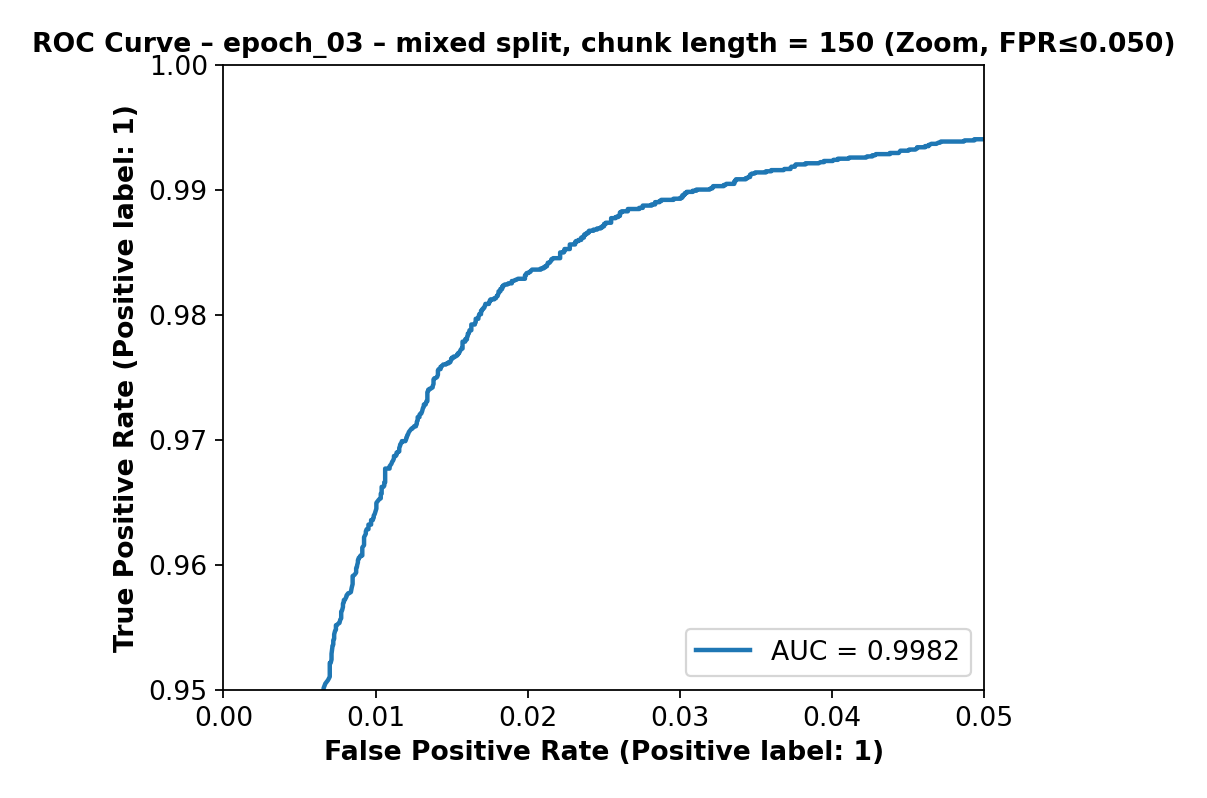 ROC Curve – epoch_03 – mixed split, chunk length = 150 (Zoom, FPR≤0.050)
True Positive Rate (Positive label: 1)
1.00
0.99
0.98
0.97
0.96
0.95
AUC = 0.9982
0.00 0.01 0.02 0.03 0.04 0.05
False Positive Rate (Positive label: 1)